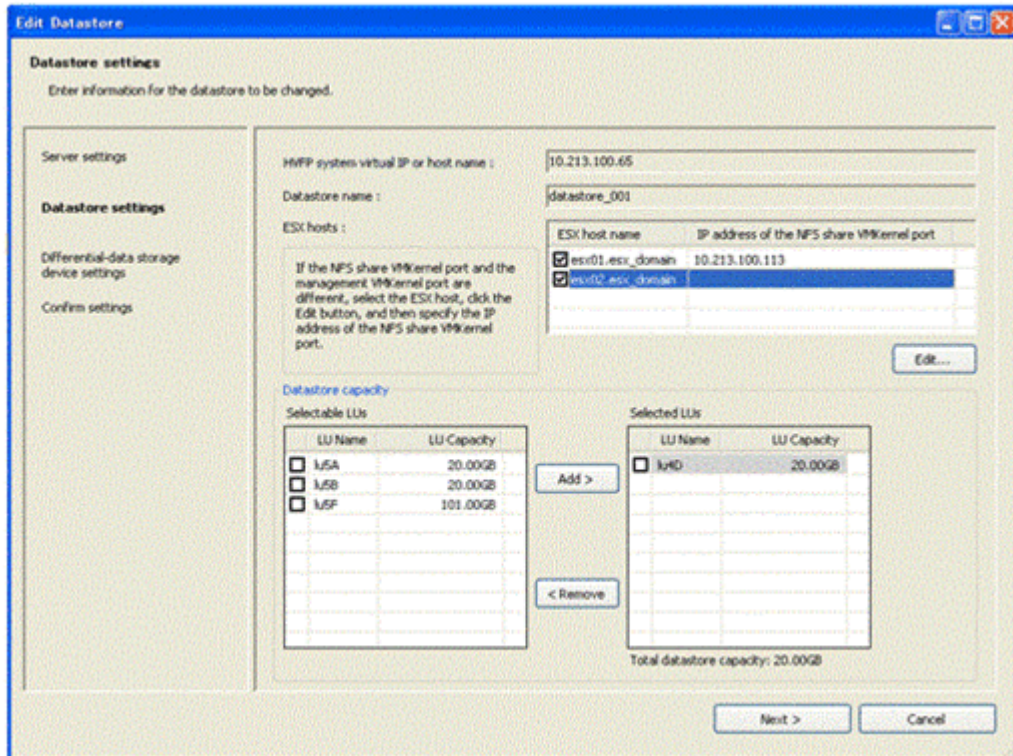 Edit Datastore
Datastore settings
Enter information for the datastore to be changed.
Server settings
Datastore settings
Differential-data storage
device settings
Confirm settings
HVFP system virtual IP or host name :
10.213.100.65
Datastore name :
datastore_001
ESX hosts :
If the NFS share VMKernel port and the
management VMKernel port are
different, select the ESX host, click the
Edit button, and then specify the IP
address of the NFS share VMKernel
port.
ESX host name IP address of the NFS share VMKernel port
esx01.esx_domain 10.213.100.113
esx02.esx_domain
Edit...
Datastore capacity
Selectable LUs
LU Name LU Capacity
lu5A 20.00GB
lu5B 20.00GB
lu5F 101.00GB
Add >
< Remove
Selected LUs
LU Name LU Capacity
lu4D 20.00GB
Total datastore capacity: 20.00GB
Next >
Cancel